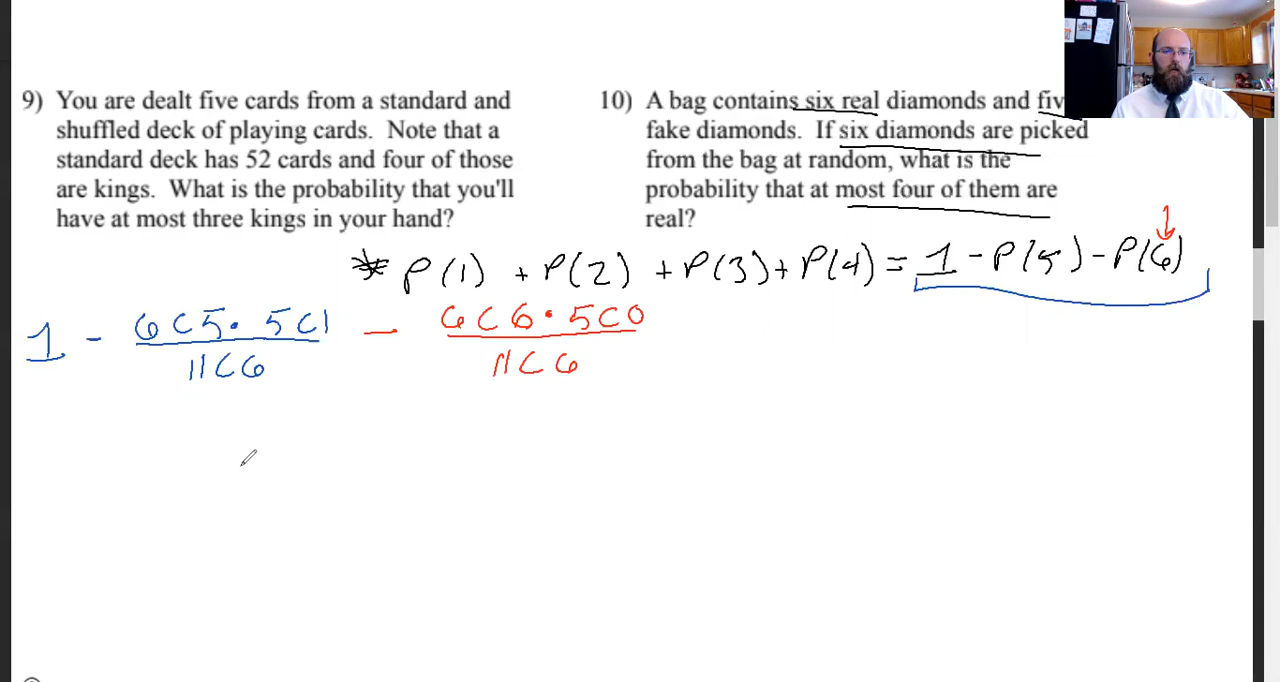 9) You are dealt five cards from a standard and
shuffled deck of playing cards. Note that a
standard deck has 52 cards and four of those
are kings. What is the probability that you'll
have at most three kings in your hand?
10) A bag contains six real diamonds and fiv
fake diamonds. If six diamonds are picked
from the bag at random, what is the
probability that at most four of them are
real?
* P(1) + P(2) + P(3) + P(4) = 1 - P(5) - P(6)
1 - 6C5 · 5C1 / 11C6 - 6C6 · 5C0 / 11C6